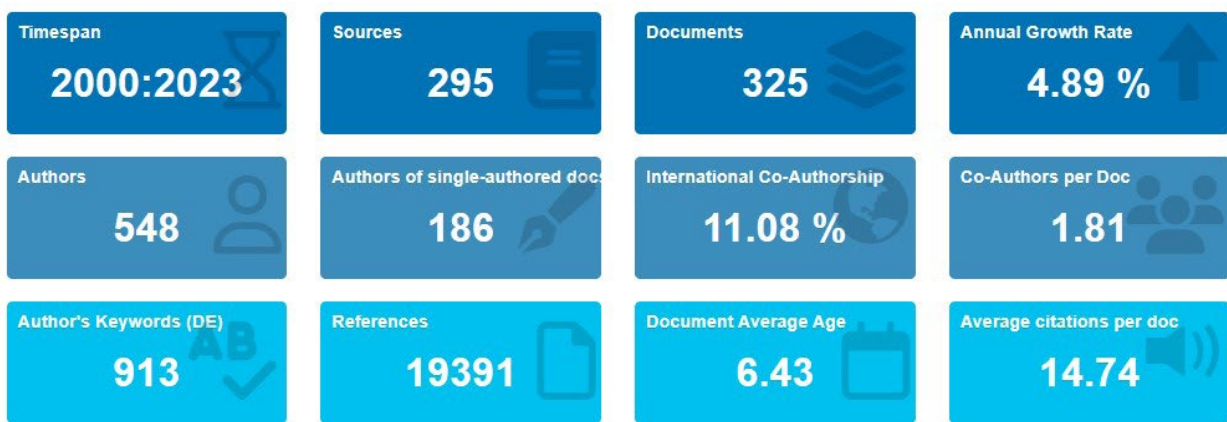 Timespan
2000:2023
Sources
295
Documents
325
Annual Growth Rate
4.89 %
Authors
548
Authors of single-authored docs
186
International Co-Authorship
11.08 %
Co-Authors per Doc
1.81
Author's Keywords (DE)
AB
913
References
19391
Document Average Age
6.43
Average citations per doc
14.74